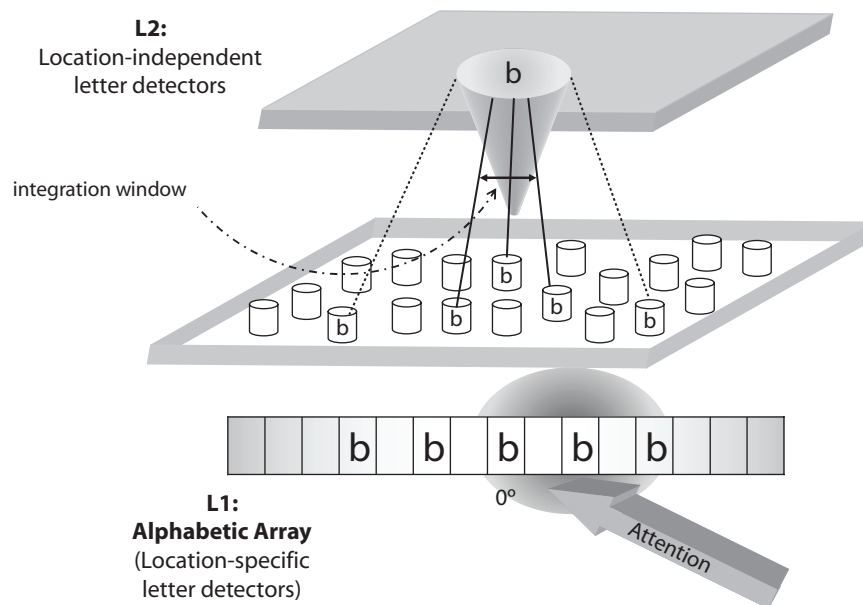 L2:
Location-independent
letter detectors
b
integration window
b
b
b
b
b
b b b b b
0º
L1:
Alphabetic Array
(Location-specific
letter detectors)
Attention